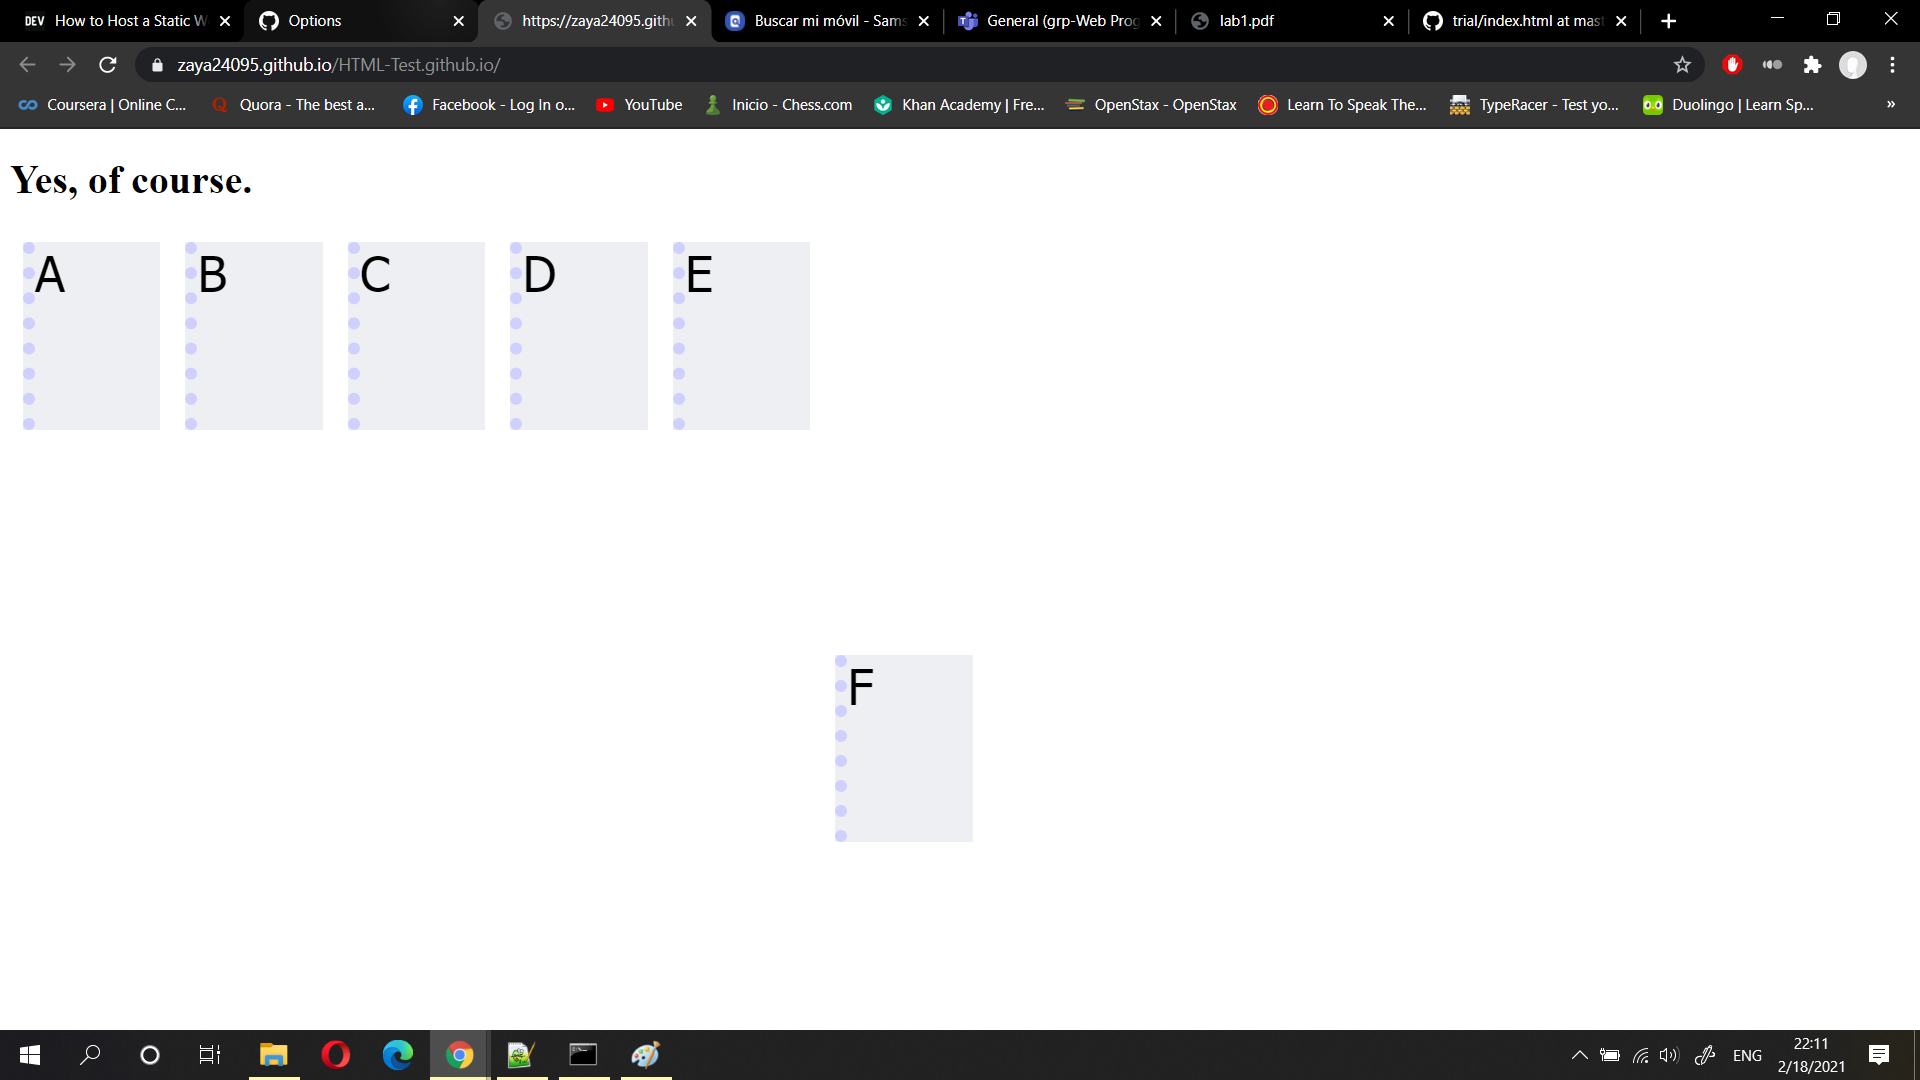 DEV How to Host a Static W
Options
https://zaya24095.gith
Buscar mi móvil - Sams
General (grp-Web Prog
lab1.pdf
trial/index.html at mast
zaya24095.github.io/HTML-Test.github.io/
Coursera | Online C...
Quora - The best a...
Facebook - Log In o...
YouTube
Inicio - Chess.com
Khan Academy | Fre...
OpenStax - OpenStax
Learn To Speak The...
TypeRacer - Test yo...
Duolingo | Learn Sp...
»
Yes, of course.
A B C D E
F
ENG
22:11
2/18/2021